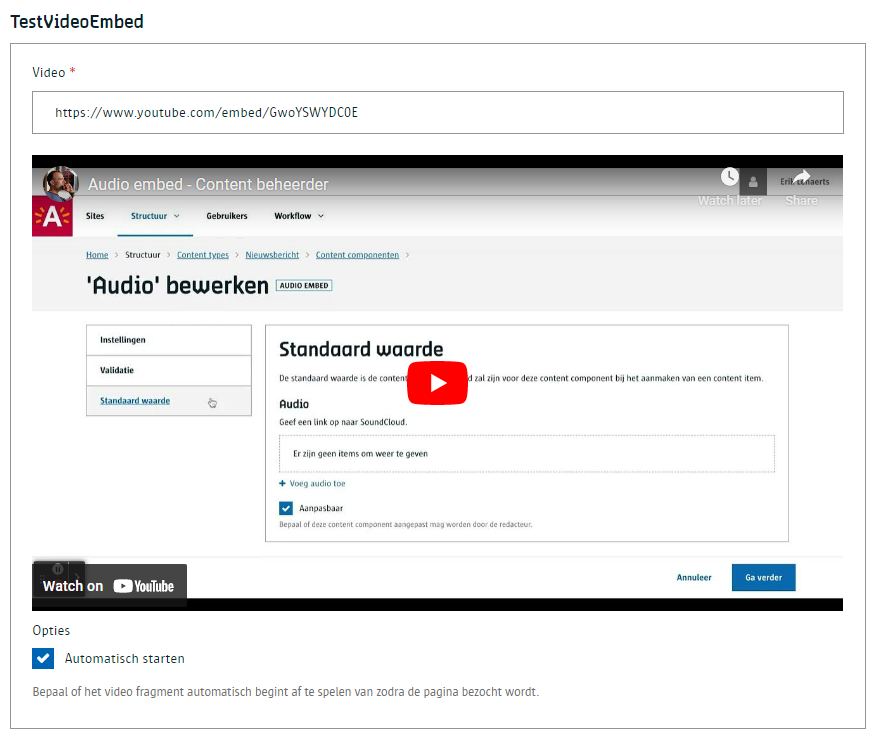 TestVideoEmbed
Video *
https://www.youtube.com/embed/GwoYSWYDC0E
Audio embed - Content beheerder
Watch later
Share
Erik Lenaerts
A
Sites Structuur Gebruikers Workflow
Home > Structuur > Content types > Nieuwsbericht > Content componenten >
'Audio' bewerken AUDIO EMBED
Instellingen
Validatie
Standaard waarde
Standaard waarde
De standaard waarde is de content d zal zijn voor deze content component bij het aanmaken van een content item.
Audio
Geef een link op naar SoundCloud.
Er zijn geen items om weer te geven
+ Voeg audio toe
Aanpasbaar
Bepaal of deze content component aangepast mag worden door de redacteur.
Annuleer Ga verder
Watch on YouTube
Opties
Automatisch starten
Bepaal of het video fragment automatisch begint af te spelen van zodra de pagina bezocht wordt.